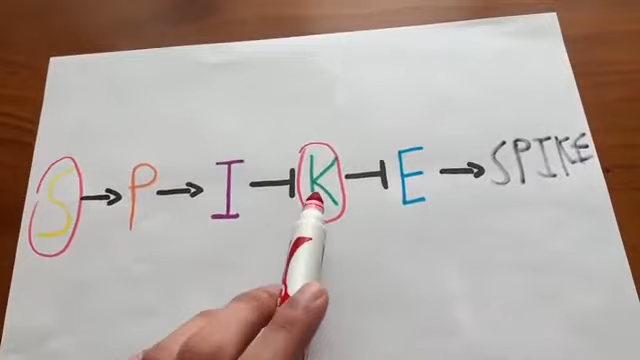 S → P → I ⊣ K ⊣ E → SPIKE